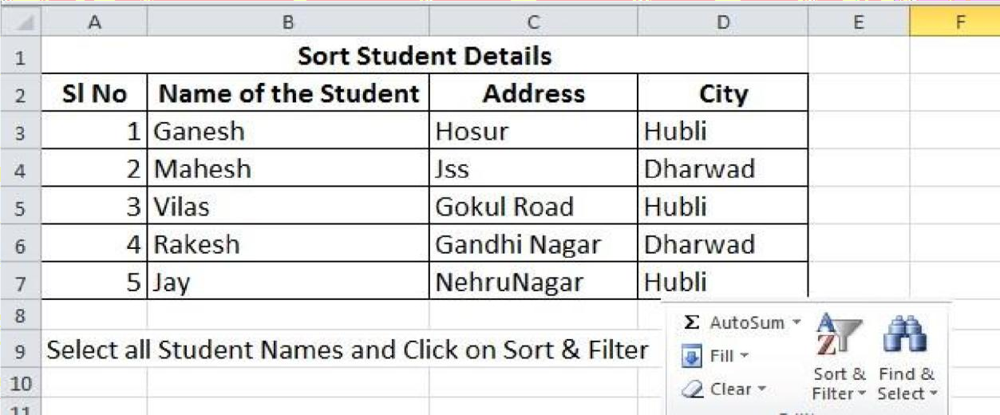 A B C D E F
1 Sort Student Details
2 Sl No Name of the Student Address City
3 1 Ganesh Hosur Hubli
4 2 Mahesh Jss Dharwad
5 3 Vilas Gokul Road Hubli
6 4 Rakesh Gandhi Nagar Dharwad
7 5 Jay NehruNagar Hubli
8
9 Select all Student Names and Click on Sort & Filter
10
11
Σ AutoSum
Fill
Clear
Sort &
Filter
Find &
Select